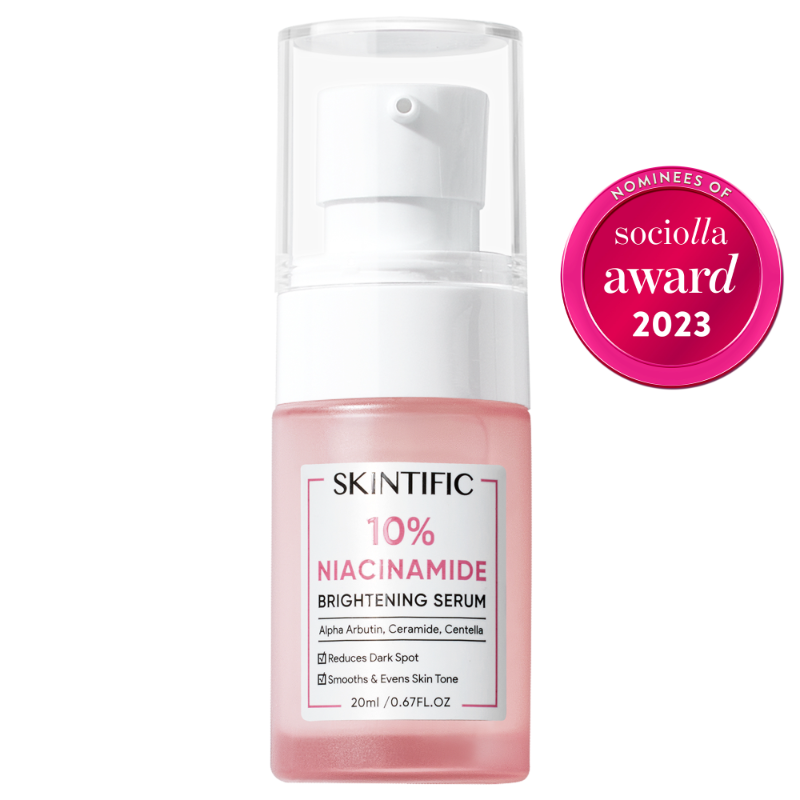 SKINTIFIC
10%
NIACINAMIDE
BRIGHTENING SERUM
Alpha Arbutin, Ceramide, Centella
☑Reduces Dark Spot
☑Smooths & Evens Skin Tone
20ml /0.67FL.OZ
NOMINEES OF
sociolla
award
2023